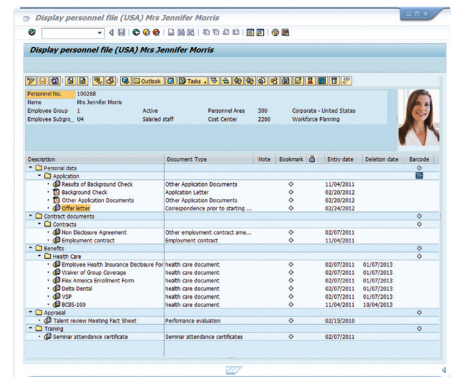 Display personnel file (USA) Mrs Jennifer Morris
Display personnel file (USA) Mrs Jennifer Morris
Outlook Tasks
Personnel No. 100268
Name Mrs Jennifer Morris
Employee Group 1 Active Personnel Area 300 Corporate - United States
Employee Subgro_ U4 Salaried staff Cost Center 2260 Workforce Planning
Description Document Type Note Bookmark Entry date Deletion date Barcode
Personal data
Application
Results of Background Check Other Application Documents 11/04/2011
Background Check Application Letter 02/20/2012
Other Application Documents Other Application Documents 02/20/2012
Offer letter Correspondence prior to starting ... 02/24/2012
Contract documents
Contracts
Non Disclosure Agreement Other employment contract ame... 02/07/2011
Employment contract Employment contract 11/04/2011
Benefits
Health Care
Employee Health Insurance Disclosure For health care document 02/07/2011 01/07/2013
Waiver of Group Coverage health care document 02/07/2011 01/07/2013
Flex America Enrollment Form health care document 02/07/2011 01/07/2013
Delta Dental health care document 02/07/2011 01/07/2013
VSP health care document 02/07/2011 01/07/2013
BCBS-100 health care document 11/04/2011 10/04/2013
Appraisal
Talent review Meeting Fact Sheet Performance evaluation 02/15/2010
Training
Seminar attendance certificate Seminar attendance certificates 02/07/2011
SAP